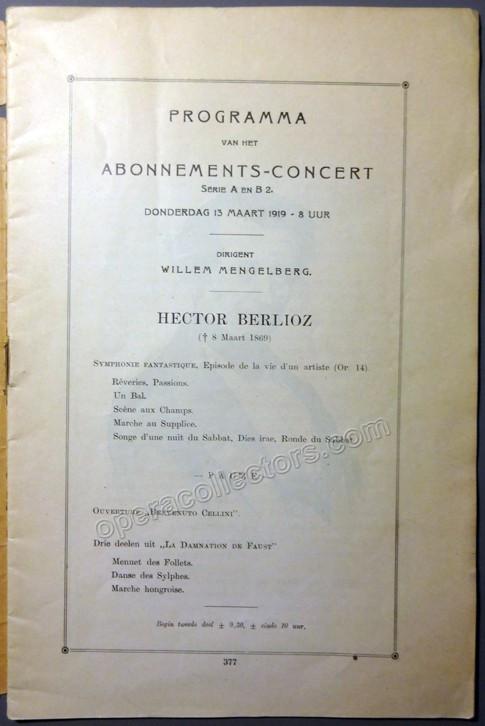 PROGRAMMA
VAN HET
ABONNEMENTS-CONCERT
SERIE A EN B 2.
DONDERDAG 13 MAART 1919 - 8 UUR
DIRIGENT
WILLEM MENGELBERG.
HECTOR BERLIOZ
(† 8 Maart 1869)
SYMPHONIE FANTASTIQUE, Episode de la vie d'un artiste (Op. 14)
Rêveries, Passions.
Un Bal.
Scène aux Champs.
Marche au Supplice.
Songe d'une nuit du Sabbat, Dies irae, Ronde du Sabbat
— PAUZE
OUVERTURE „BENVENUTO CELLINI".
Drie deelen uit „LA DAMNATION DE FAUST"
Menuet des Follets.
Danse des Sylphes.
Marche hongroise.
Begin tweede deel ± 9,30, ± einde 10 uur.
377
operacollectors.com